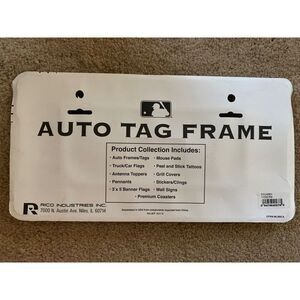 AUTO TAG FRAME
Product Collection Includes:
• Auto Frames/Tags • Mouse Pads
• Truck/Car Flags • Peel and Stick Tattoos
• Antenna Toppers • Grill Covers
• Pennants • Stickers/Clings
• 3 x 5 Banner Flags • Wall Signs
• Premium Coasters
R
RICO INDUSTRIES INC.
7000 N. Austin Ave. Niles, IL 60714